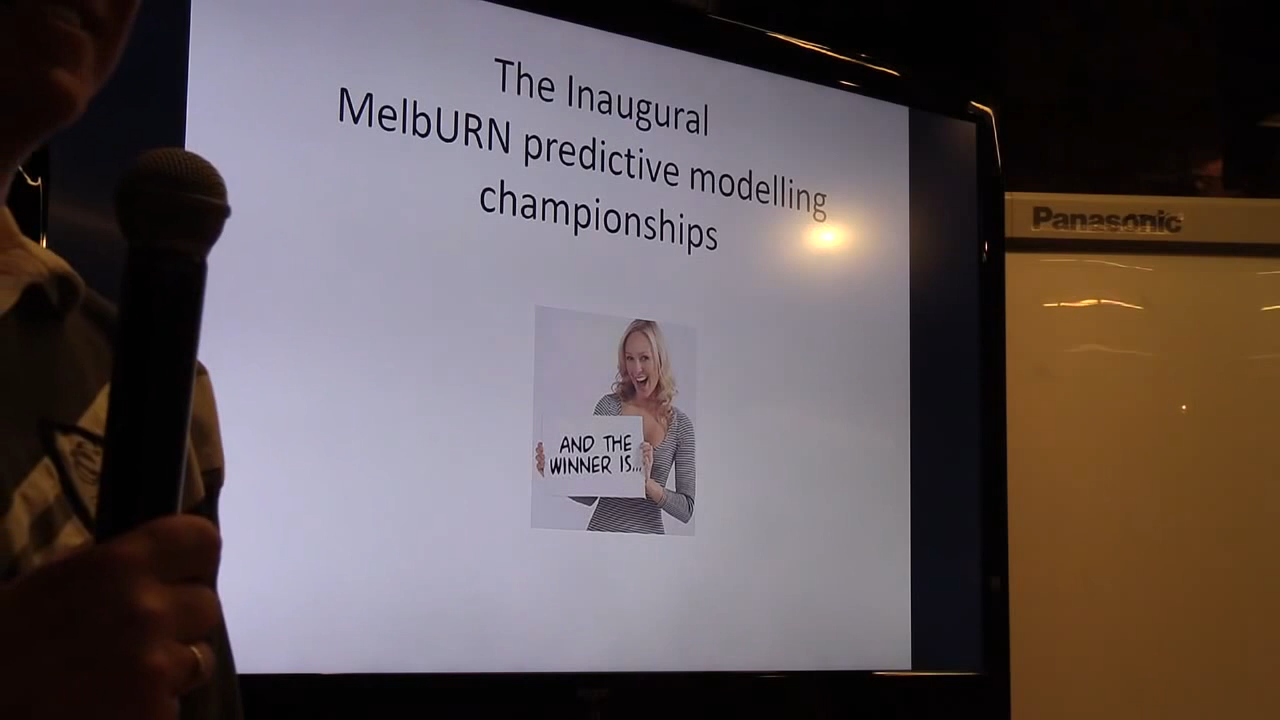 The Inaugural
MelbURN predictive modelling
championships
AND THE
WINNER IS...
Panasonic